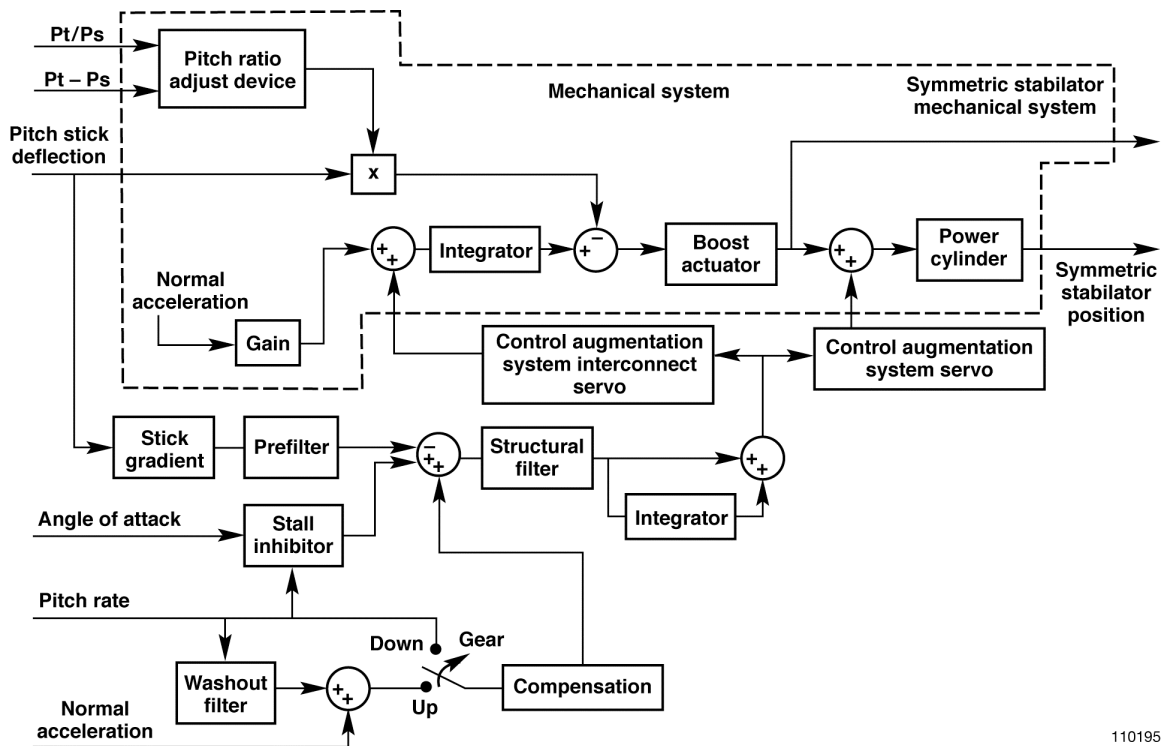 Pt/Ps
Pt – Ps
Pitch ratio
adjust device
Mechanical system
Symmetric stabilator
mechanical system
Pitch stick
deflection
x
–
+
+
+
Integrator
Boost
actuator
+
+
Power
cylinder
Symmetric
stabilator
position
Normal
acceleration
Gain
Control augmentation
system interconnect
servo
Control augmentation
system servo
Stick
gradient
Prefilter
–
+
+
Structural
filter
+
+
Integrator
Angle of attack
Stall
inhibitor
Pitch rate
Down
Gear
Washout
filter
+
+
Up
Compensation
Normal
acceleration
110195